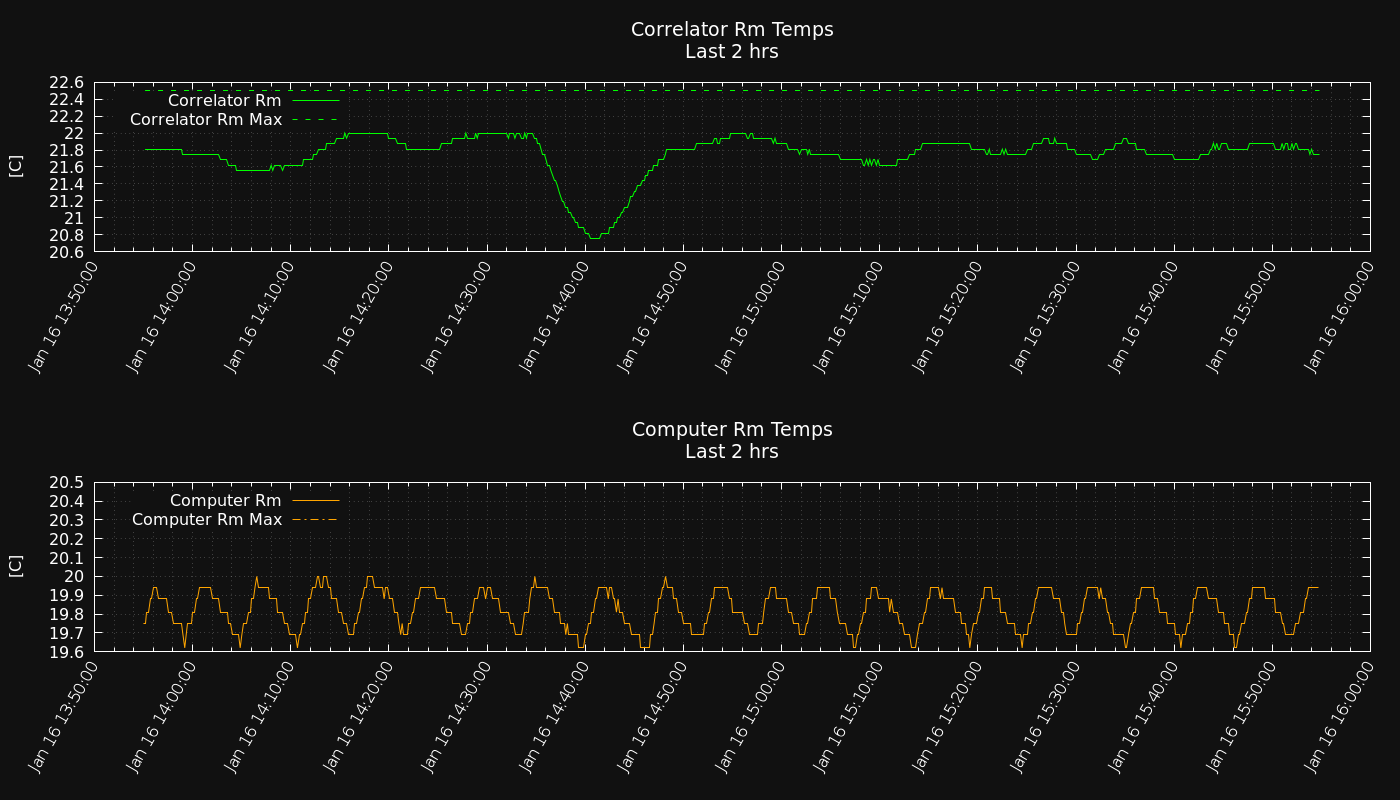 Correlator Rm Temps
Last 2 hrs
[C]
22.6
22.4
22.2
22
21.8
21.6
21.4
21.2
21
20.8
20.6
Correlator Rm
Correlator Rm Max
Jan 16 13:50:00
Jan 16 14:00:00
Jan 16 14:10:00
Jan 16 14:20:00
Jan 16 14:30:00
Jan 16 14:40:00
Jan 16 14:50:00
Jan 16 15:00:00
Jan 16 15:10:00
Jan 16 15:20:00
Jan 16 15:30:00
Jan 16 15:40:00
Jan 16 15:50:00
Jan 16 16:00:00
Computer Rm Temps
Last 2 hrs
[C]
20.5
20.4
20.3
20.2
20.1
20
19.9
19.8
19.7
19.6
Computer Rm
Computer Rm Max
Jan 16 13:50:00
Jan 16 14:00:00
Jan 16 14:10:00
Jan 16 14:20:00
Jan 16 14:30:00
Jan 16 14:40:00
Jan 16 14:50:00
Jan 16 15:00:00
Jan 16 15:10:00
Jan 16 15:20:00
Jan 16 15:30:00
Jan 16 15:40:00
Jan 16 15:50:00
Jan 16 16:00:00